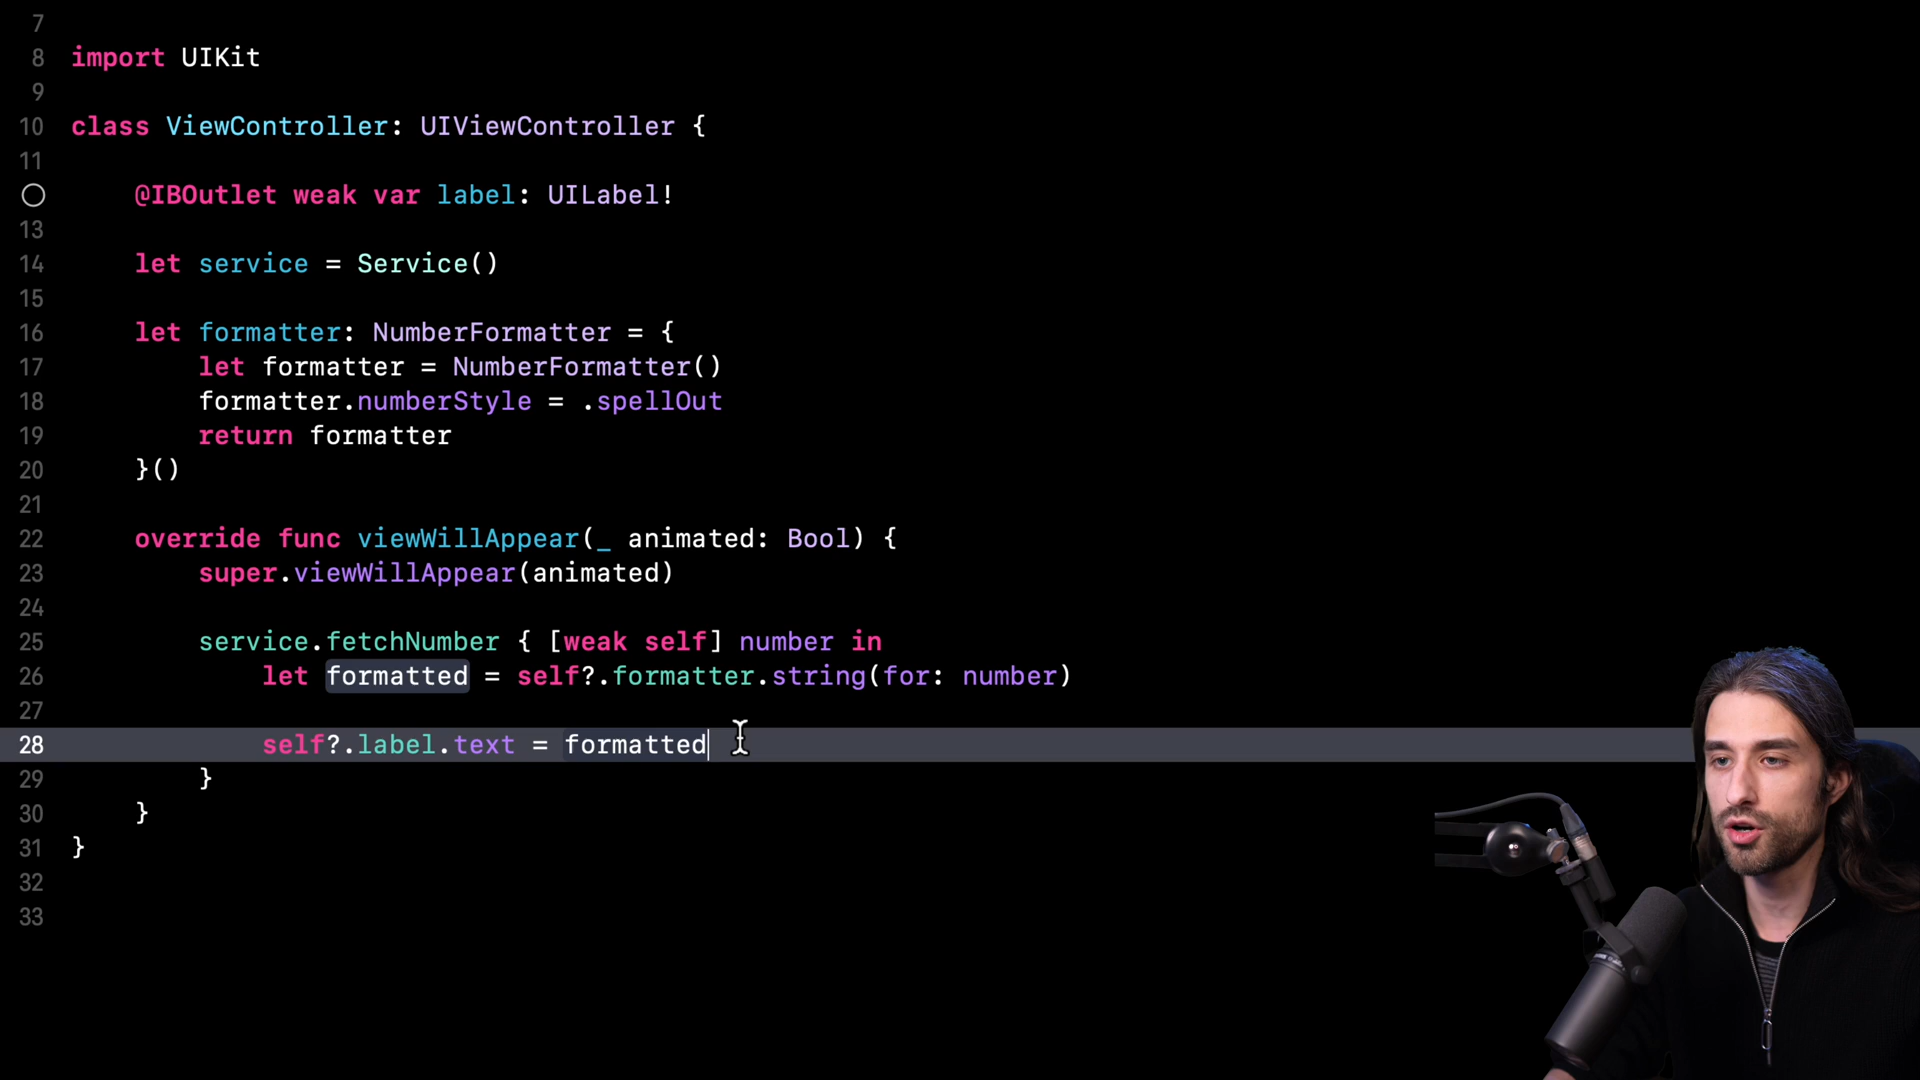 7
8 import UIKit
9
10 class ViewController: UIViewController {
11
@IBOutlet weak var label: UILabel!
13
14 let service = Service()
15
16 let formatter: NumberFormatter = {
17 let formatter = NumberFormatter()
18 formatter.numberStyle = .spellOut
19 return formatter
20 }()
21
22 override func viewWillAppear(_ animated: Bool) {
23 super.viewWillAppear(animated)
24
25 service.fetchNumber { [weak self] number in
26 let formatted = self?.formatter.string(for: number)
27
28 self?.label.text = formatted
29 }
30 }
31 }
32
33